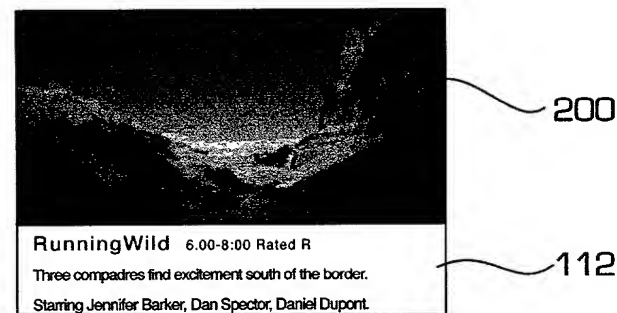 200
RunningWild 6.00-8:00 Rated R
112
Three compadres find excitement south of the border.
Starring Jennifer Barker, Dan Spector, Daniel Dupont.